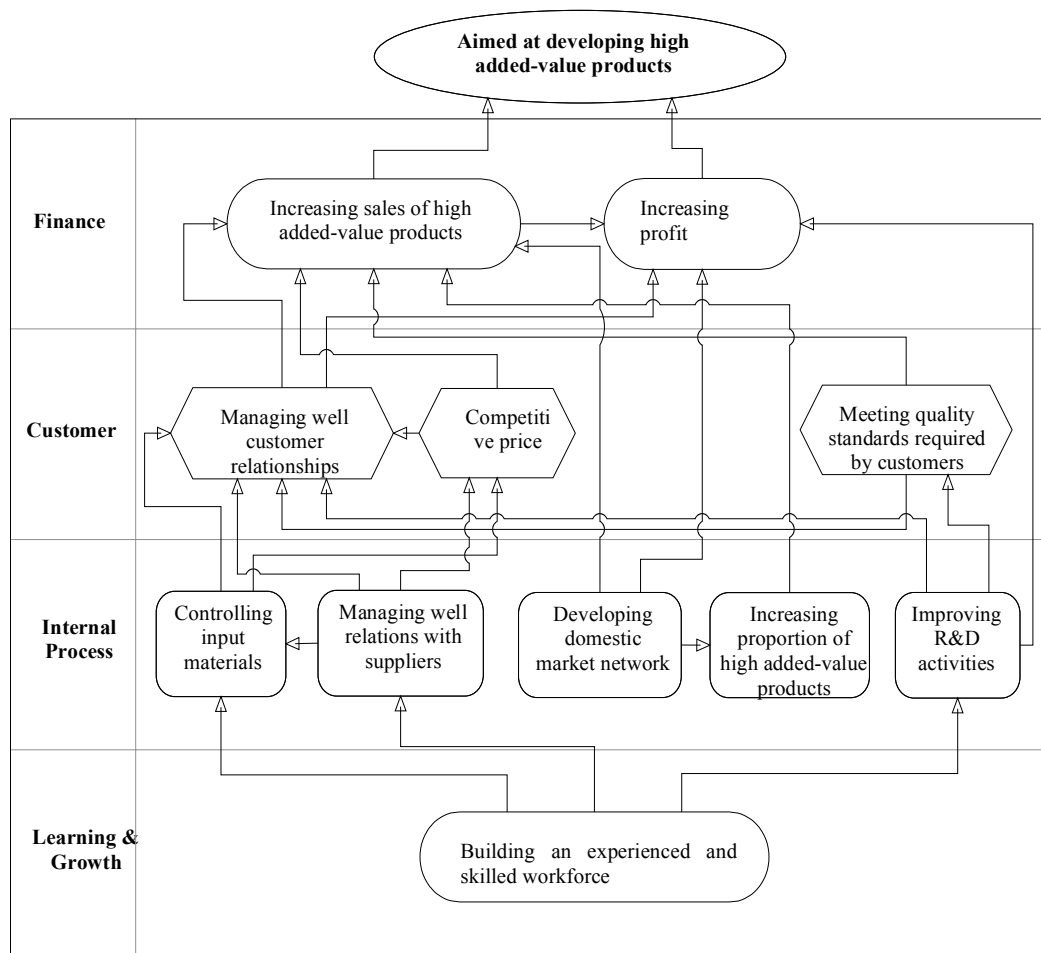 Aimed at developing high
added-value products
Finance
Increasing sales of high
added-value products
Increasing
profit
Customer
Managing well
customer
relationships
Competiti
ve price
Meeting quality
standards required
by customers
Internal
Process
Controlling
input
materials
Managing well
relations with
suppliers
Developing
domestic
market network
Increasing
proportion of
high added-value
products
Improving
R&D
activities
Learning &
Growth
Building an experienced and
skilled workforce